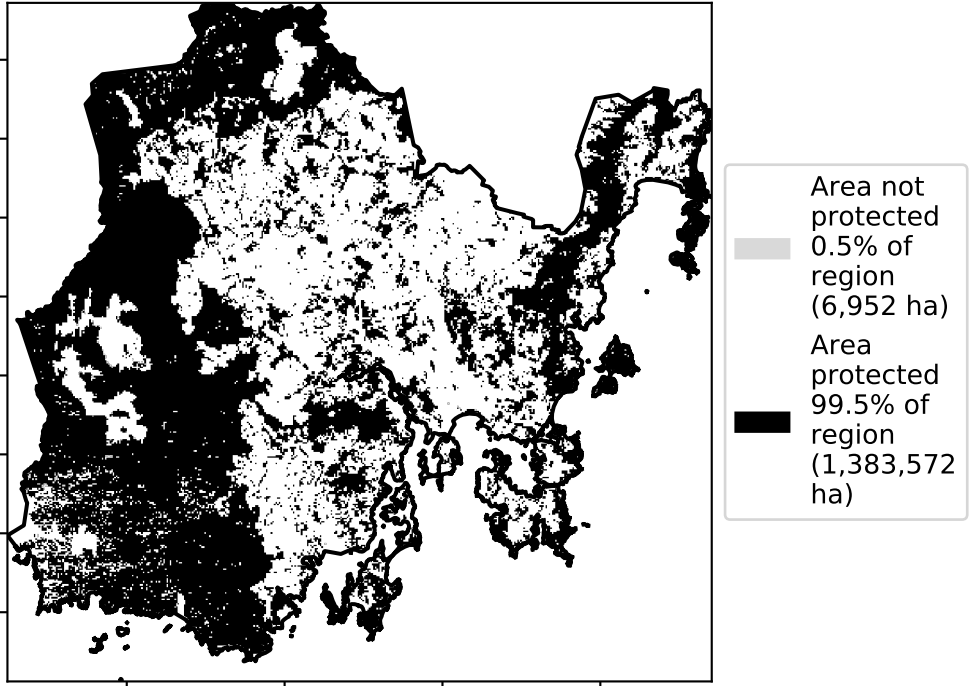 Area not
protected
0.5% of
region
(6,952 ha)
Area
protected
99.5% of
region
(1,383,572
ha)